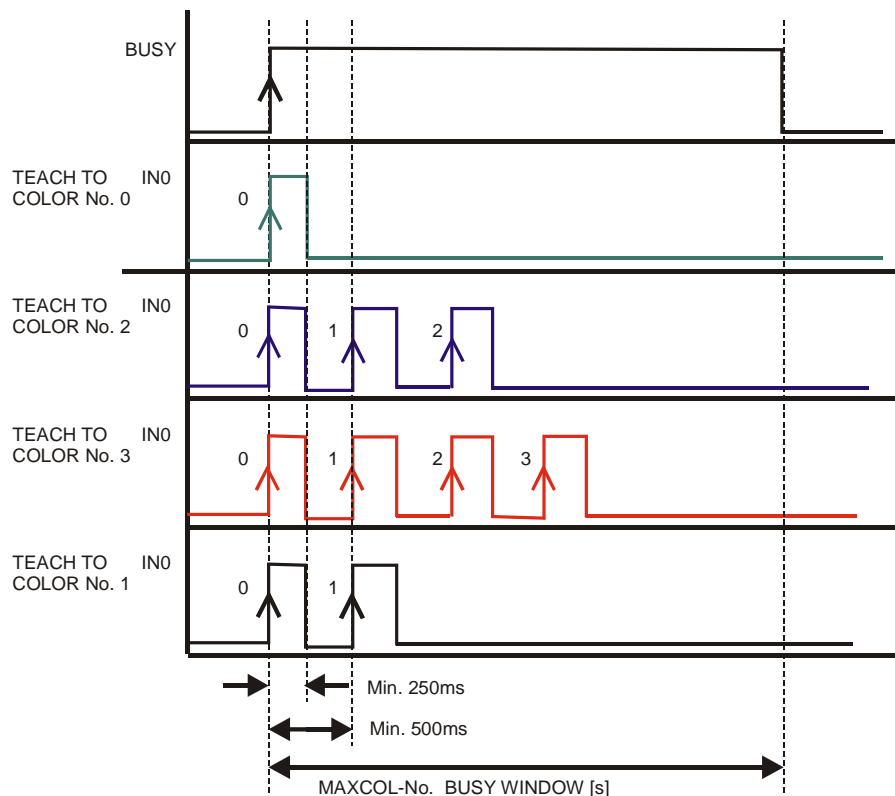 BUSY
TEACH TO IN0
COLOR No. 0
0
TEACH TO IN0
COLOR No. 2
0 1 2
TEACH TO IN0
COLOR No. 3
0 1 2 3
TEACH TO IN0
COLOR No. 1
0 1
Min. 250ms
Min. 500ms
MAXCOL-No. BUSY WINDOW [s]